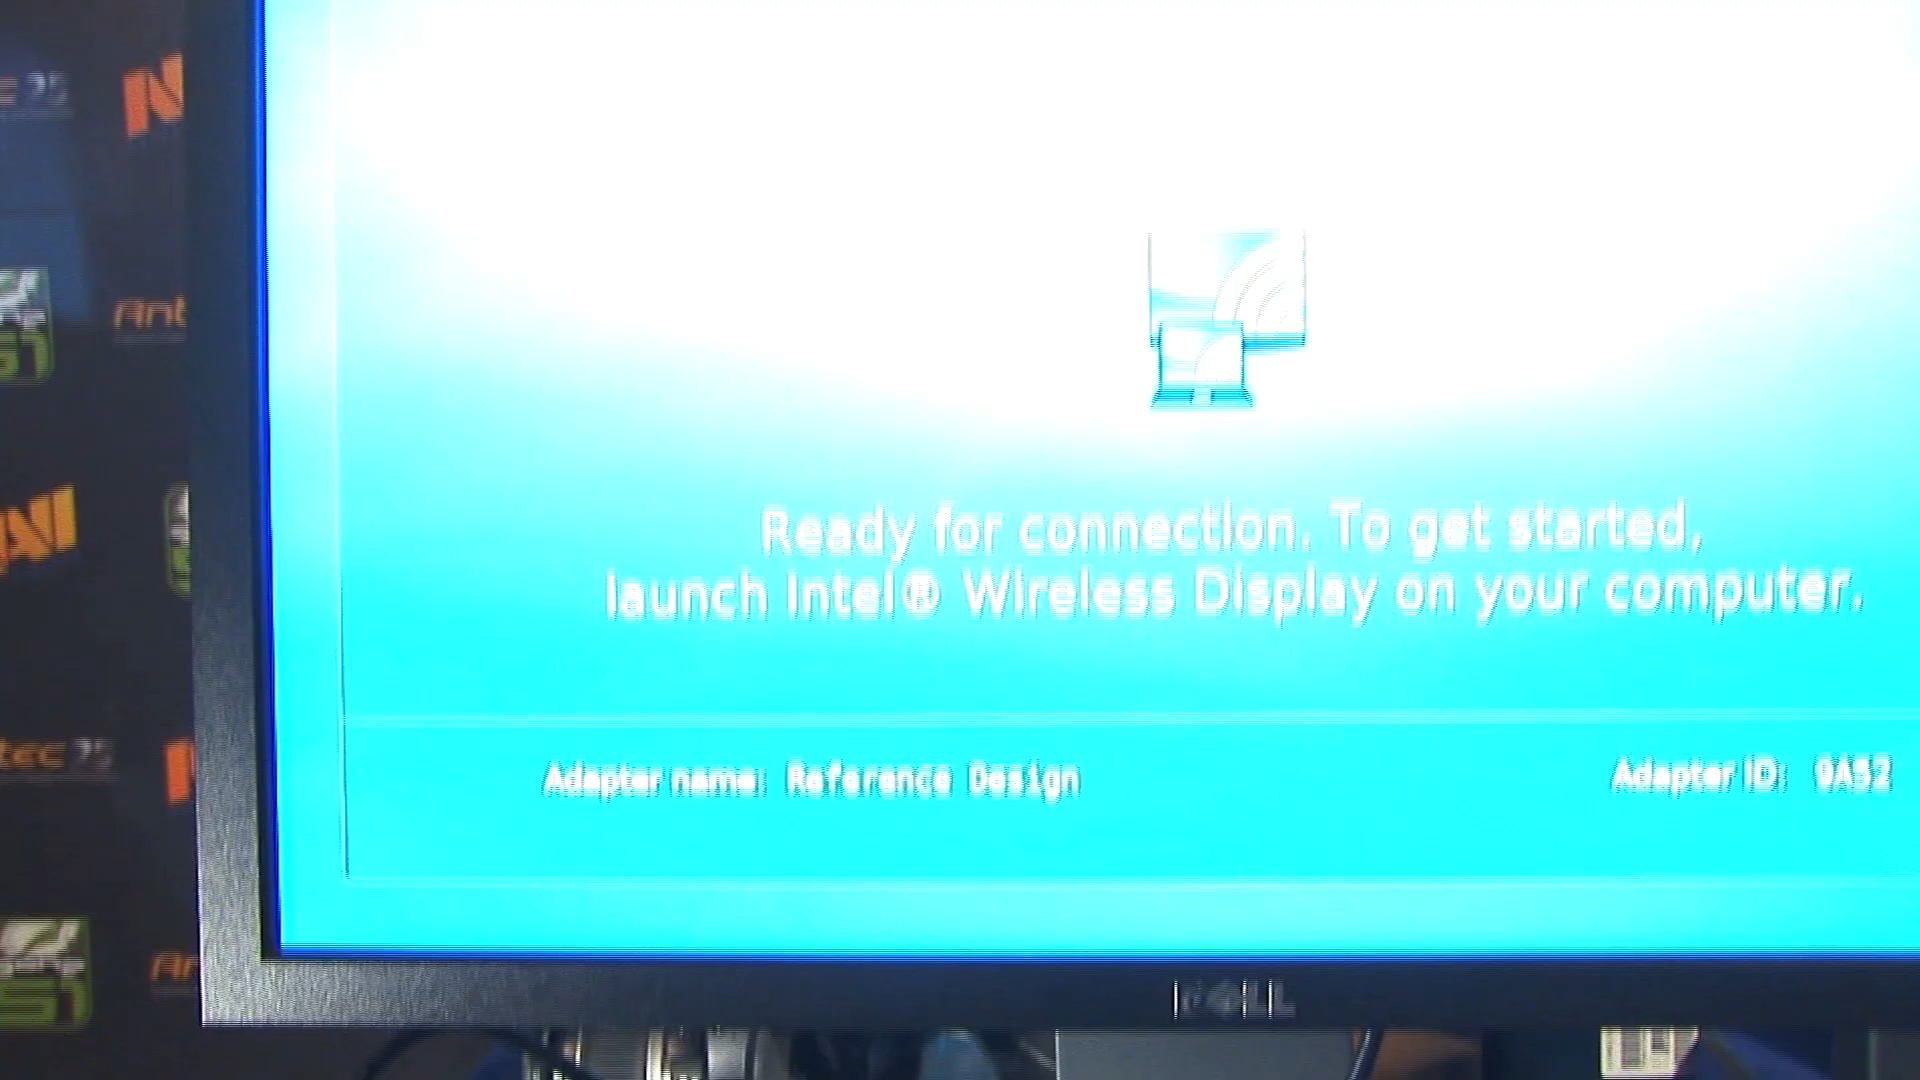 Ready for connection. To get started,
launch Intel® Wireless Display on your computer.
Adapter name: Reference Design
Adapter ID: 9A52
DELL